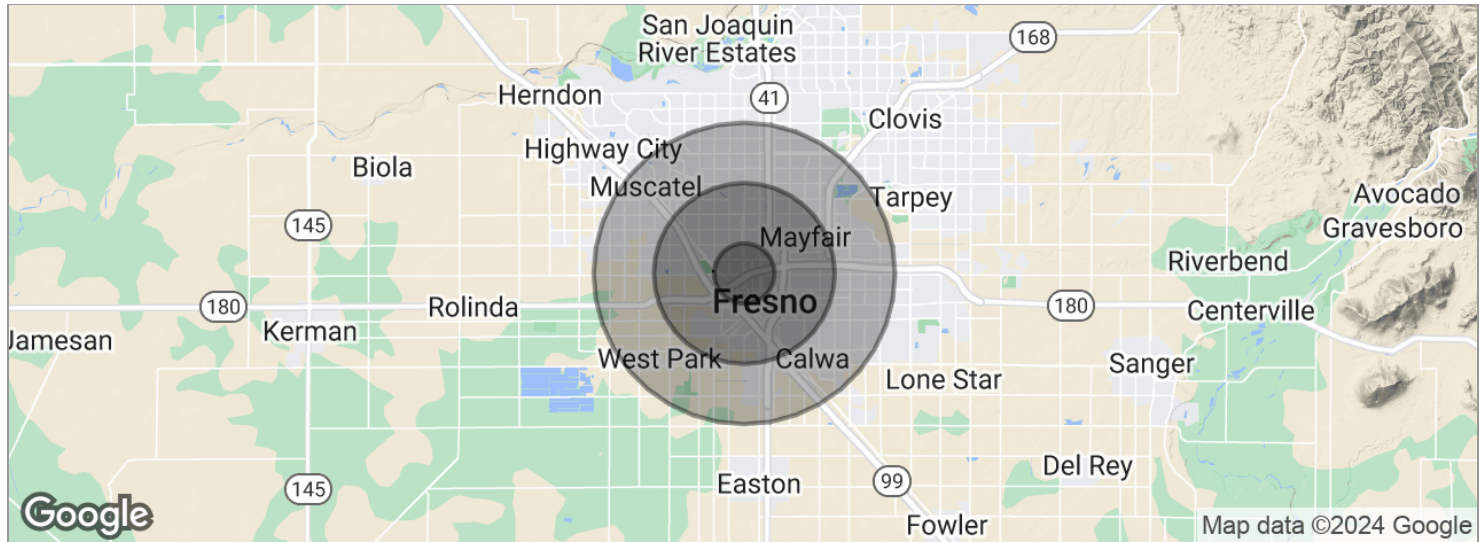 San Joaquin
River Estates
168
Herndon
41
Clovis
Highway City
Biola
Muscatel
Tarpey
Avocado
145
Gravesboro
Mayfair
Riverbend
180
Rolinda
Fresno
180
Centerville
Kerman
Jamesan
West Park
Calwa
Sanger
Lone Star
Del Rey
145
Easton
99
Google
Fowler
Map data ©2024 Google